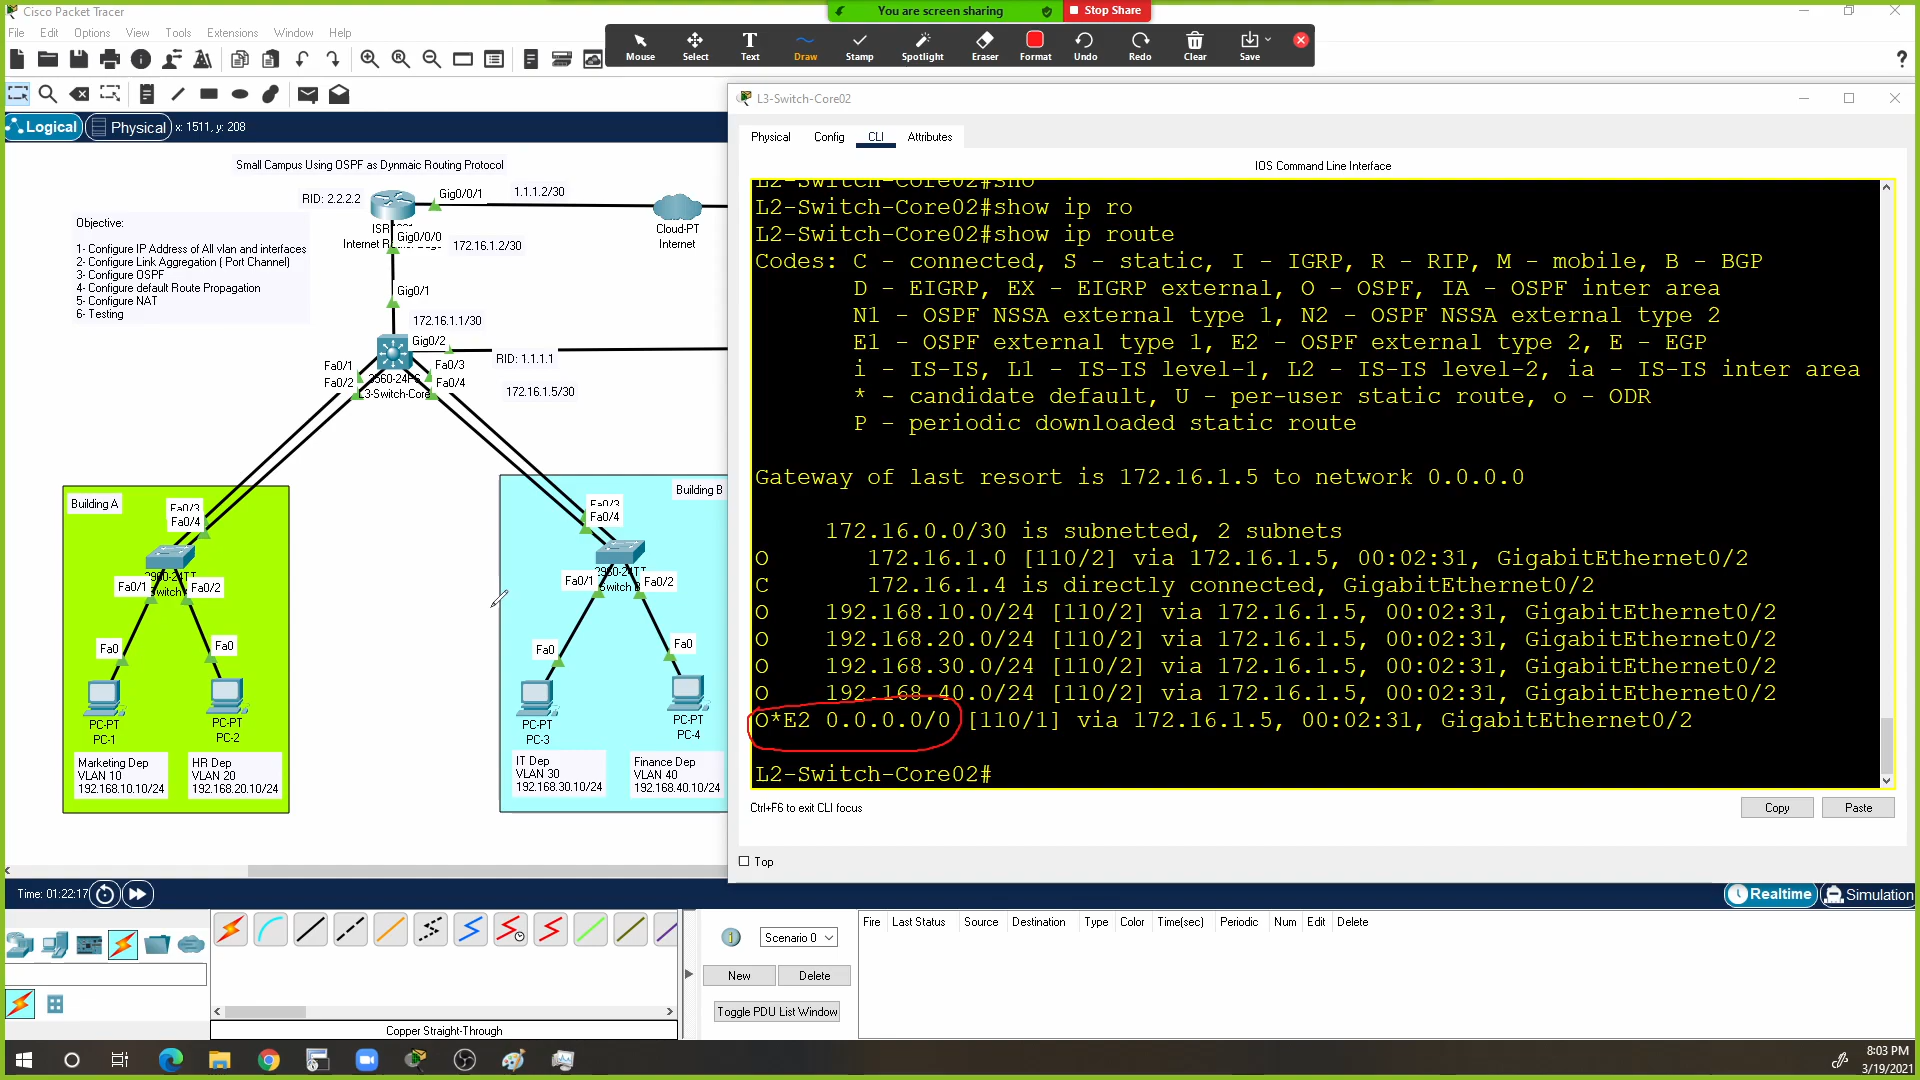 Cisco Packet Tracer
You are screen sharing
Stop Share
File Edit Options View Tools Extensions Window Help
Mouse Select Text Draw Stamp Spotlight Eraser Format Undo Redo Clear Save
?
Logical Physical x: 1511, y: 208
L3-Switch-Core02
Physical Config CLI Attributes
IOS Command Line Interface
Small Campus Using OSPF as Dynmaic Routing Protocol
RID: 2.2.2.2
Gig0/0/1
1.1.1.2/30
Gig0/0/0
172.16.1.2/30
Cloud-PT
Internet
Objective:
1- Configure IP Address of All vlan and interfaces
2- Configure Link Aggregation ( Port Channel)
3- Configure OSPF
4- Configure default Route Propagation
5- Configure NAT
6- Testing
Gig0/1
172.16.1.1/30
Gig0/2
RID: 1.1.1.1
Fa0/1
Fa0/2
Fa0/3
Fa0/4
3560-24PS
L3-Switch-Core
172.16.1.5/30
Building A
Fa0/3
Fa0/4
Fa0/1
Fa0/2
Fa0
Fa0
PC-PT
PC-1
PC-PT
PC-2
Marketing Dep
VLAN 10
192.168.10.10/24
HR Dep
VLAN 20
192.168.20.10/24
Building B
Fa0/3
Fa0/4
2960-24TT
Switch B
Fa0/1
Fa0/2
Fa0
Fa0
PC-PT
PC-3
PC-PT
PC-4
IT Dep
VLAN 30
192.168.30.10/24
Finance Dep
VLAN 40
192.168.40.10/24
L2-Switch-Core02#sho
L2-Switch-Core02#show ip ro
L2-Switch-Core02#show ip route
Codes: C - connected, S - static, I - IGRP, R - RIP, M - mobile, B - BGP
D - EIGRP, EX - EIGRP external, O - OSPF, IA - OSPF inter area
N1 - OSPF NSSA external type 1, N2 - OSPF NSSA external type 2
E1 - OSPF external type 1, E2 - OSPF external type 2, E - EGP
i - IS-IS, L1 - IS-IS level-1, L2 - IS-IS level-2, ia - IS-IS inter area
* - candidate default, U - per-user static route, o - ODR
P - periodic downloaded static route
Gateway of last resort is 172.16.1.5 to network 0.0.0.0
172.16.0.0/30 is subnetted, 2 subnets
O 172.16.1.0 [110/2] via 172.16.1.5, 00:02:31, GigabitEthernet0/2
C 172.16.1.4 is directly connected, GigabitEthernet0/2
O 192.168.10.0/24 [110/2] via 172.16.1.5, 00:02:31, GigabitEthernet0/2
O 192.168.20.0/24 [110/2] via 172.16.1.5, 00:02:31, GigabitEthernet0/2
O 192.168.30.0/24 [110/2] via 172.16.1.5, 00:02:31, GigabitEthernet0/2
O 192.168.40.0/24 [110/2] via 172.16.1.5, 00:02:31, GigabitEthernet0/2
O*E2 0.0.0.0/0 [110/1] via 172.16.1.5, 00:02:31, GigabitEthernet0/2
L2-Switch-Core02#
Ctrl+F6 to exit CLI focus
Copy Paste
Top
Time: 01:22:17
Realtime Simulation
Scenario 0
New Delete
Toggle PDU List Window
Fire Last Status Source Destination Type Color Time(sec) Periodic Num Edit Delete
Copper Straight-Through
8:03 PM
3/19/2021